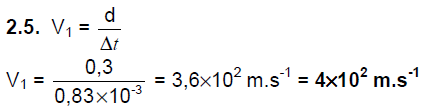 2.5. V₁ = d/Δt
V₁ = 0,3/0,83×10⁻³ = 3,6×10² m.s⁻¹ = 4×10² m.s⁻¹